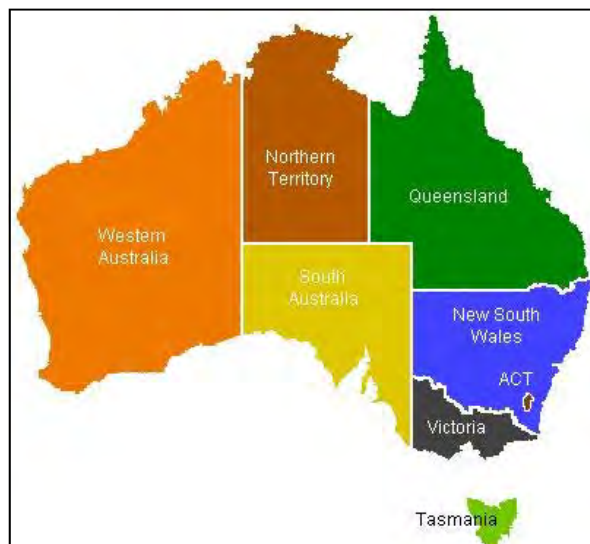 Northern
Territory
Queensland
Western
Australia
South
Australia
New South
Wales
ACT
Victoria
Tasmania